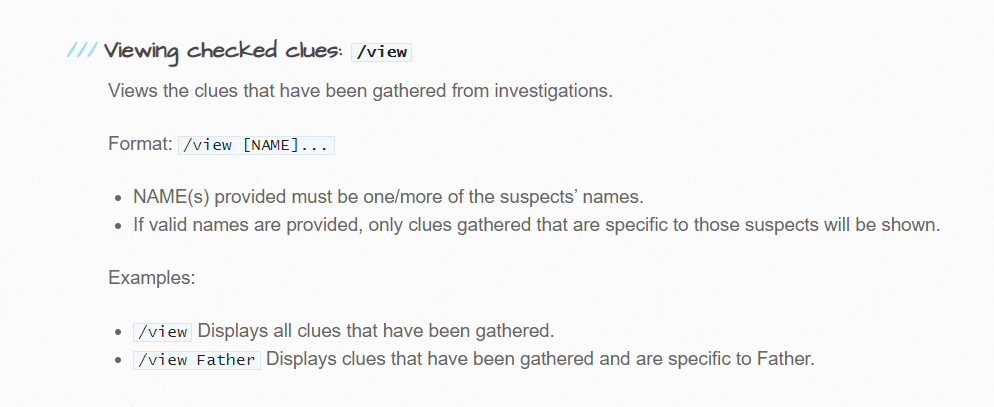 /// Viewing checked clues: /view
Views the clues that have been gathered from investigations.
Format: /view [NAME]...
NAME(s) provided must be one/more of the suspects’ names.
If valid names are provided, only clues gathered that are specific to those suspects will be shown.
Examples:
/view Displays all clues that have been gathered.
/view Father Displays clues that have been gathered and are specific to Father.